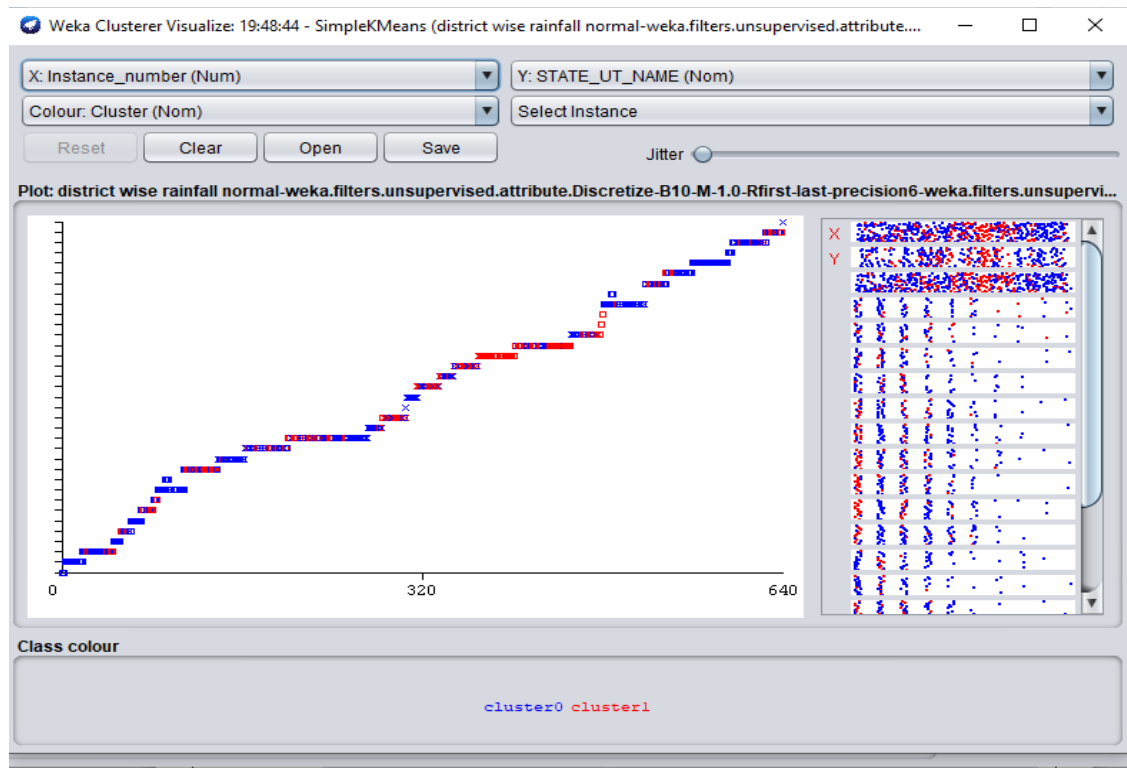 Weka Clusterer Visualize: 19:48:44 - SimpleKMeans (district wise rainfall normal-weka.filters.unsupervised.attribute....
X: Instance_number (Num)
Y: STATE_UT_NAME (Nom)
Colour: Cluster (Nom)
Select Instance
Reset
Clear
Open
Save
Jitter
Plot: district wise rainfall normal-weka.filters.unsupervised.attribute.Discretize-B10-M-1.0-Rfirst-last-precision6-weka.filters.unsupervi...
X
Y
0
320
640
Class colour
cluster0 cluster1